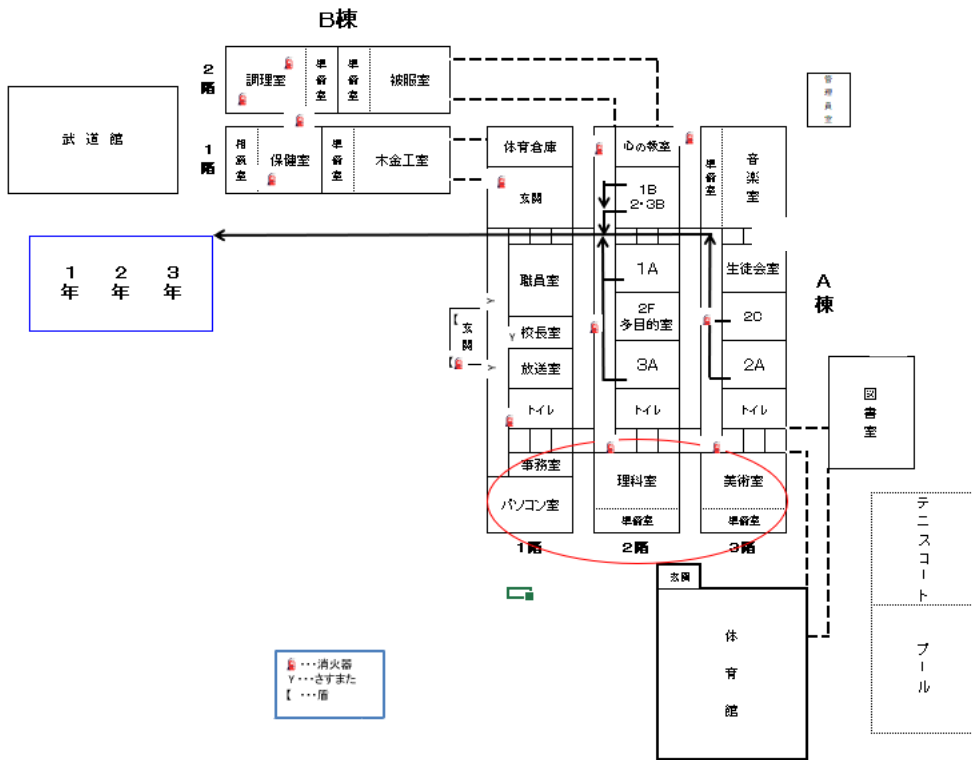 B棟
2階
調理室
準備室
準備室
被服室
1階
相談室
保健室
準備室
木金工室
武道館
管理員室
体育倉庫
玄関
職員室
校長室
放送室
トイレ
事務室
パソコン室
1階
玄関
心の教室
1B
2・3B
1A
2F
多目的室
3A
トイレ
理科室
準備室
2階
準備室
音楽室
生徒会室
2C
2A
トイレ
美術室
準備室
3階
A棟
1年
2年
3年
図書室
テニスコート
プール
玄関
体育館
･･･消火器
Y･･･さすまた
【 ･･･盾